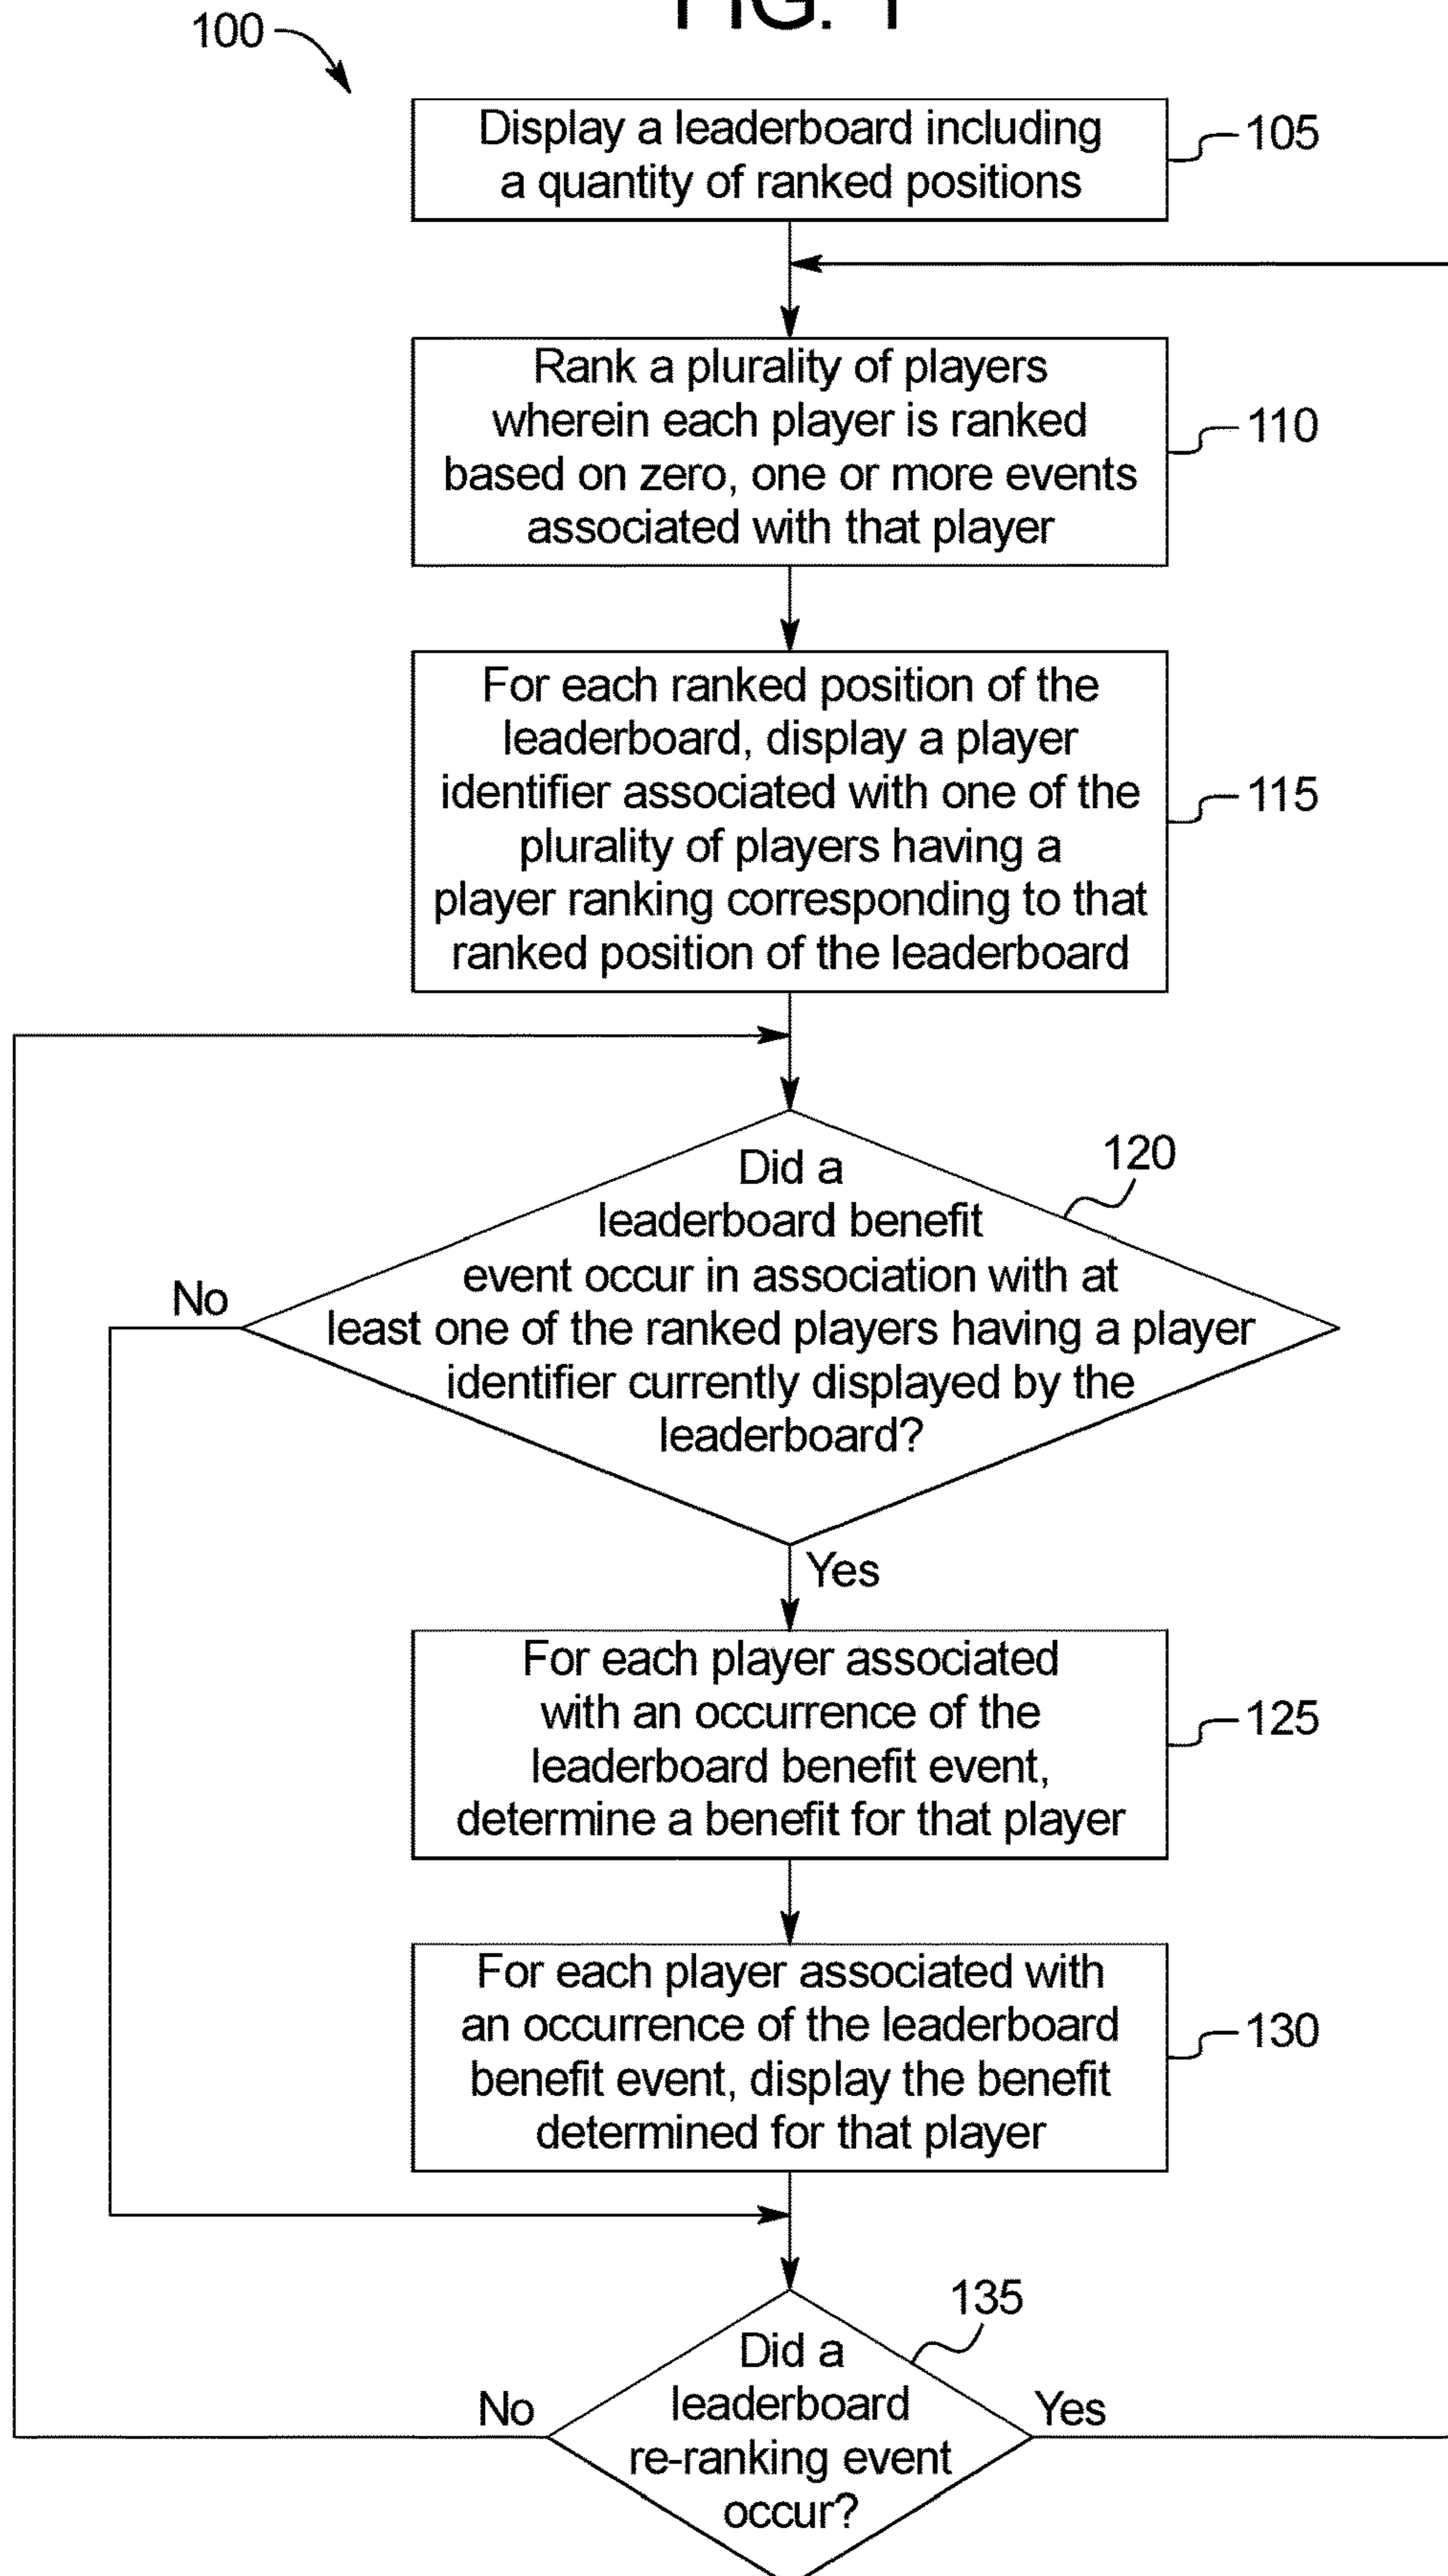 FIG. 1
100
Display a leaderboard including
a quantity of ranked positions
105
Rank a plurality of players
wherein each player is ranked
based on zero, one or more events
associated with that player
110
For each ranked position of the
leaderboard, display a player
identifier associated with one of the
plurality of players having a
player ranking corresponding to that
ranked position of the leaderboard
115
Did a
leaderboard benefit
event occur in association with at
least one of the ranked players having a player
identifier currently displayed by the
leaderboard?
120
No
Yes
For each player associated
with an occurrence of the
leaderboard benefit event,
determine a benefit for that player
125
For each player associated with
an occurrence of the leaderboard
benefit event, display the benefit
determined for that player
130
Did a
leaderboard
re-ranking event
occur?
135
No
Yes